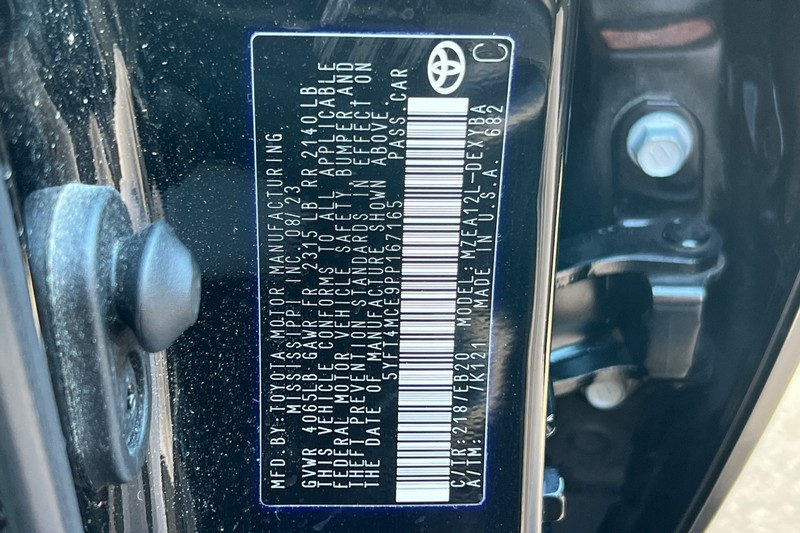 MFD. BY: TOYOTA MOTOR MANUFACTURING
MISSISSIPPI INC 08/23
GVWR 4065LB GAWR FR 2315 LB RR 2140LB
THIS VEHICLE CONFORMS TO ALL APPLICABLE
FEDERAL MOTOR VEHICLE SAFETY, BUMPER AND
THEFT PREVENTION STANDARDS IN EFFECT ON
THE DATE OF MANUFACTURE SHOWN ABOVE.
5YFT4MCE9PP167165 PASS.CAR
C/TR: 218/EB20 MODEL: MZEA12L-DEXYBA
A/TM: /K121 MADE IN U.S.A. 682
C